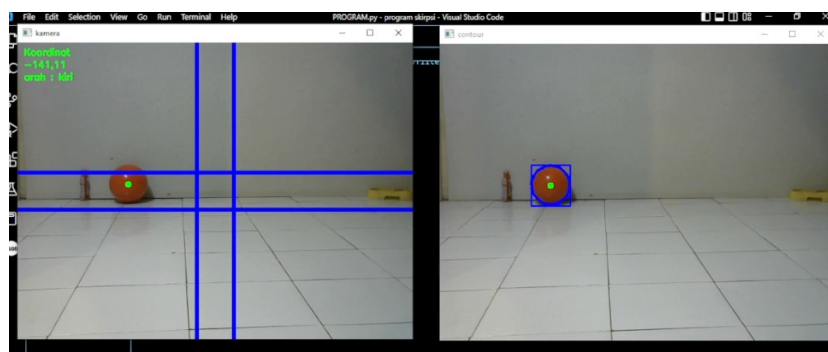 File Edit Selection View Go Run Terminal Help
PROGRAM.py - program skirpsi - Visual Studio Code
kamera
contour
Koordinat
-141,11
arah : kiri